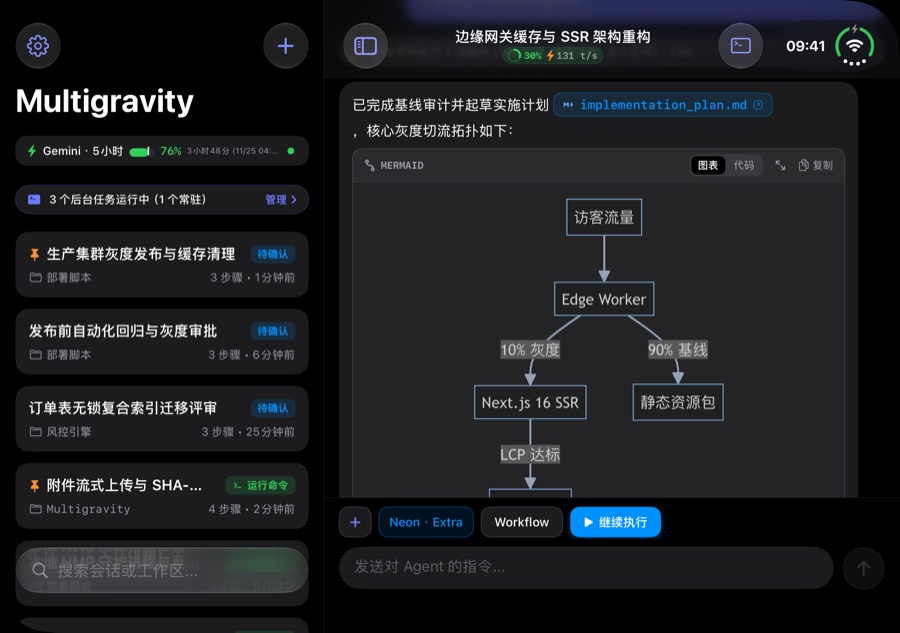 Multigravity
Gemini · 5小时 76% 3小时48分 (11/25 04:...
3 个后台任务运行中 (1 个常驻) 管理
生产集群灰度发布与缓存清理 待确认
部署脚本 3 步骤 • 1分钟前
发布前自动化回归与灰度审批 待确认
部署脚本 3 步骤 • 6分钟前
订单表无锁复合索引迁移评审 待确认
风控引擎 3 步骤 • 25分钟前
附件流式上传与 SHA-... 运行命令
Multigravity 4 步骤 • 2分钟前
搜索会话或工作区...
边缘网关缓存与 SSR 架构重构
30% 131 t/s
09:41
已完成基线审计并起草实施计划 implementation_plan.md
，核心灰度切流拓扑如下：
MERMAID 图表 代码 复制
访客流量
Edge Worker
10% 灰度 90% 基线
Next.js 16 SSR 静态资源包
LCP 达标
Neon · Extra Workflow 继续执行
发送对 Agent 的指令...